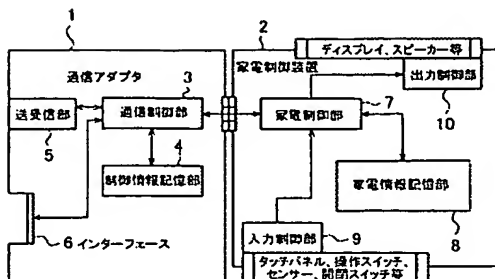 1
2
ディスプレイ、スピーカー等
通信アダプタ
家電制御装置
3
出力制御部
送受信部
通信制御部
家電制御部
7
10
5
4
制御情報記憶部
家電情報記憶部
8
6 インターフェース
入力制御部
9
タッチパネル、操作スイッチ、
センサー、開閉スイッチ等